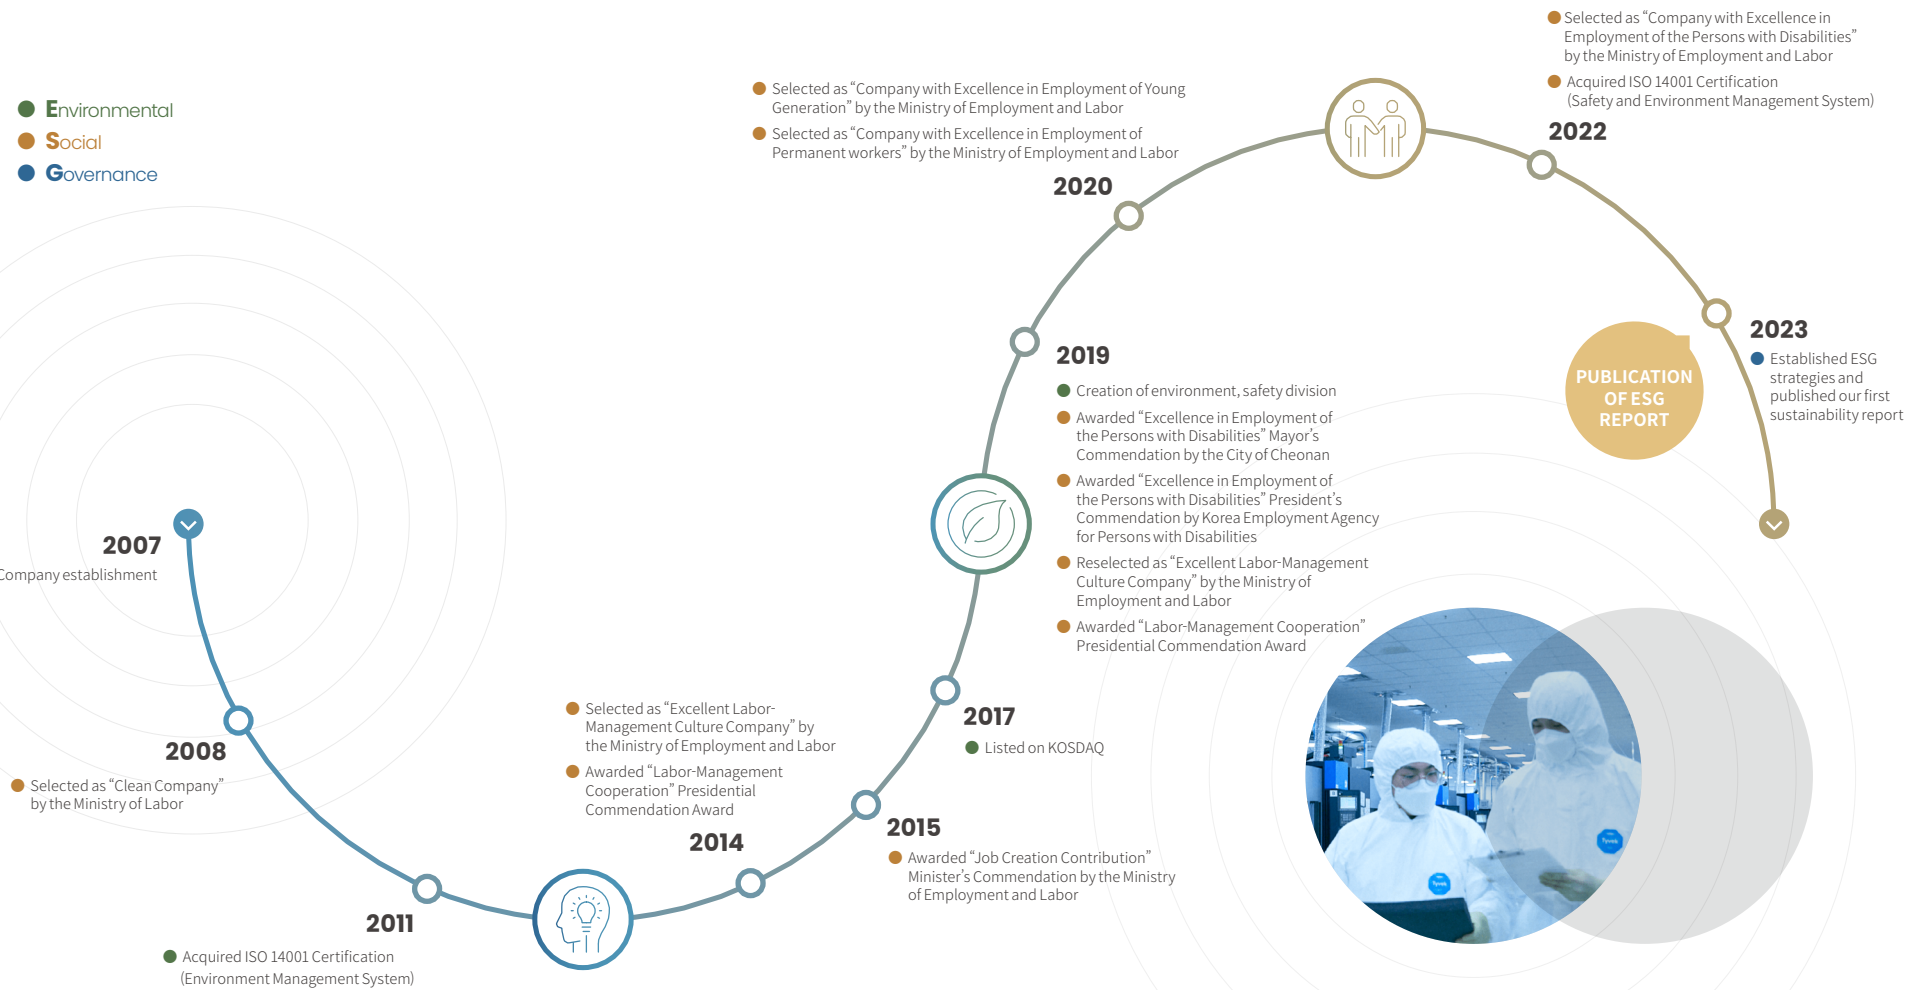 Environmental
Social
Governance
2007
Company establishment
2008
Selected as “Clean Company”
by the Ministry of Labor
2011
Acquired ISO 14001 Certification
(Environment Management System)
Selected as “Excellent Labor-
Management Culture Company” by
the Ministry of Employment and Labor
Awarded “Labor-Management
Cooperation” Presidential
Commendation Award
2014
2015
Awarded “Job Creation Contribution”
Minister’s Commendation by the Ministry
of Employment and Labor
2017
Listed on KOSDAQ
2019
Creation of environment, safety division
Awarded “Excellence in Employment of
the Persons with Disabilities” Mayor’s
Commendation by the City of Cheonan
Awarded “Excellence in Employment of
the Persons with Disabilities” President’s
Commendation by Korea Employment Agency
for Persons with Disabilities
Reselected as “Excellent Labor-Management
Culture Company” by the Ministry of
Employment and Labor
Awarded “Labor-Management Cooperation”
Presidential Commendation Award
Selected as “Company with Excellence in Employment of Young
Generation” by the Ministry of Employment and Labor
Selected as “Company with Excellence in Employment of
Permanent workers” by the Ministry of Employment and Labor
2020
Selected as “Company with Excellence in
Employment of the Persons with Disabilities”
by the Ministry of Employment and Labor
Acquired ISO 14001 Certification
(Safety and Environment Management System)
2022
2023
Established ESG
strategies and
published our first
sustainability report
PUBLICATION
OF ESG
REPORT
Tyvek
Tyvek